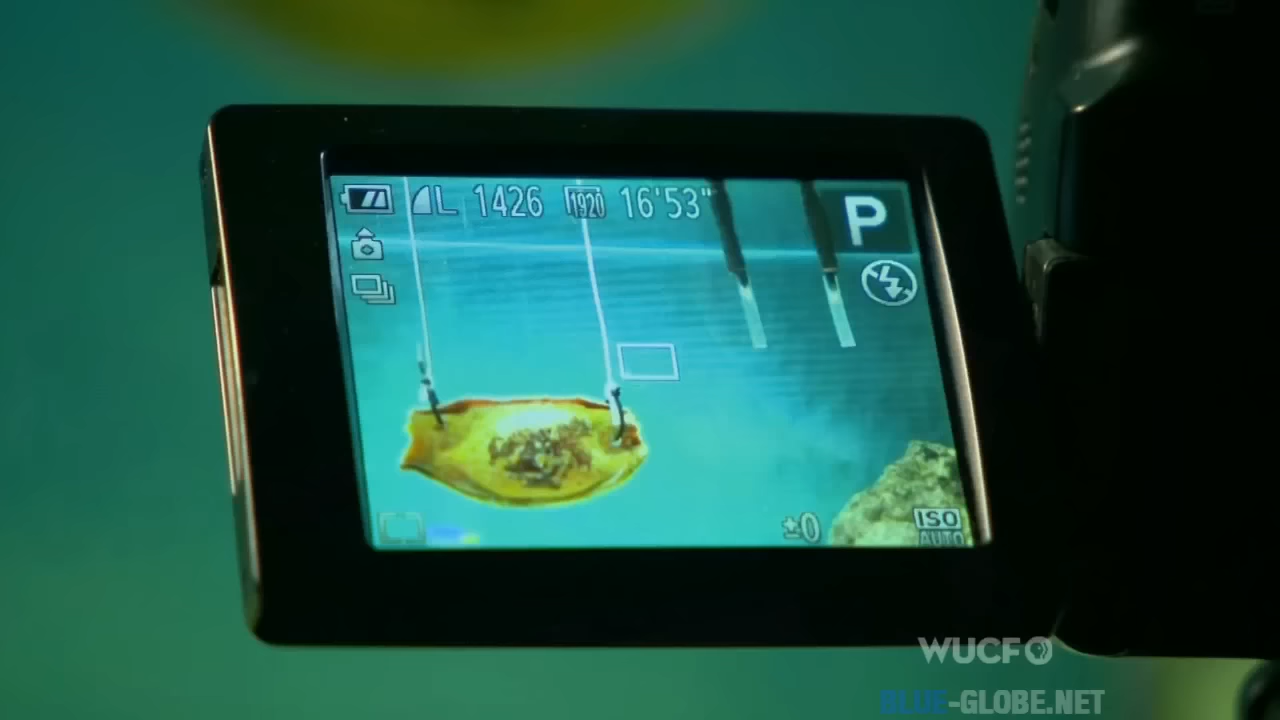 L 1426 1920 16'53" P
±0 ISO
AUTO
WUCF
BLUE-GLOBE.NET